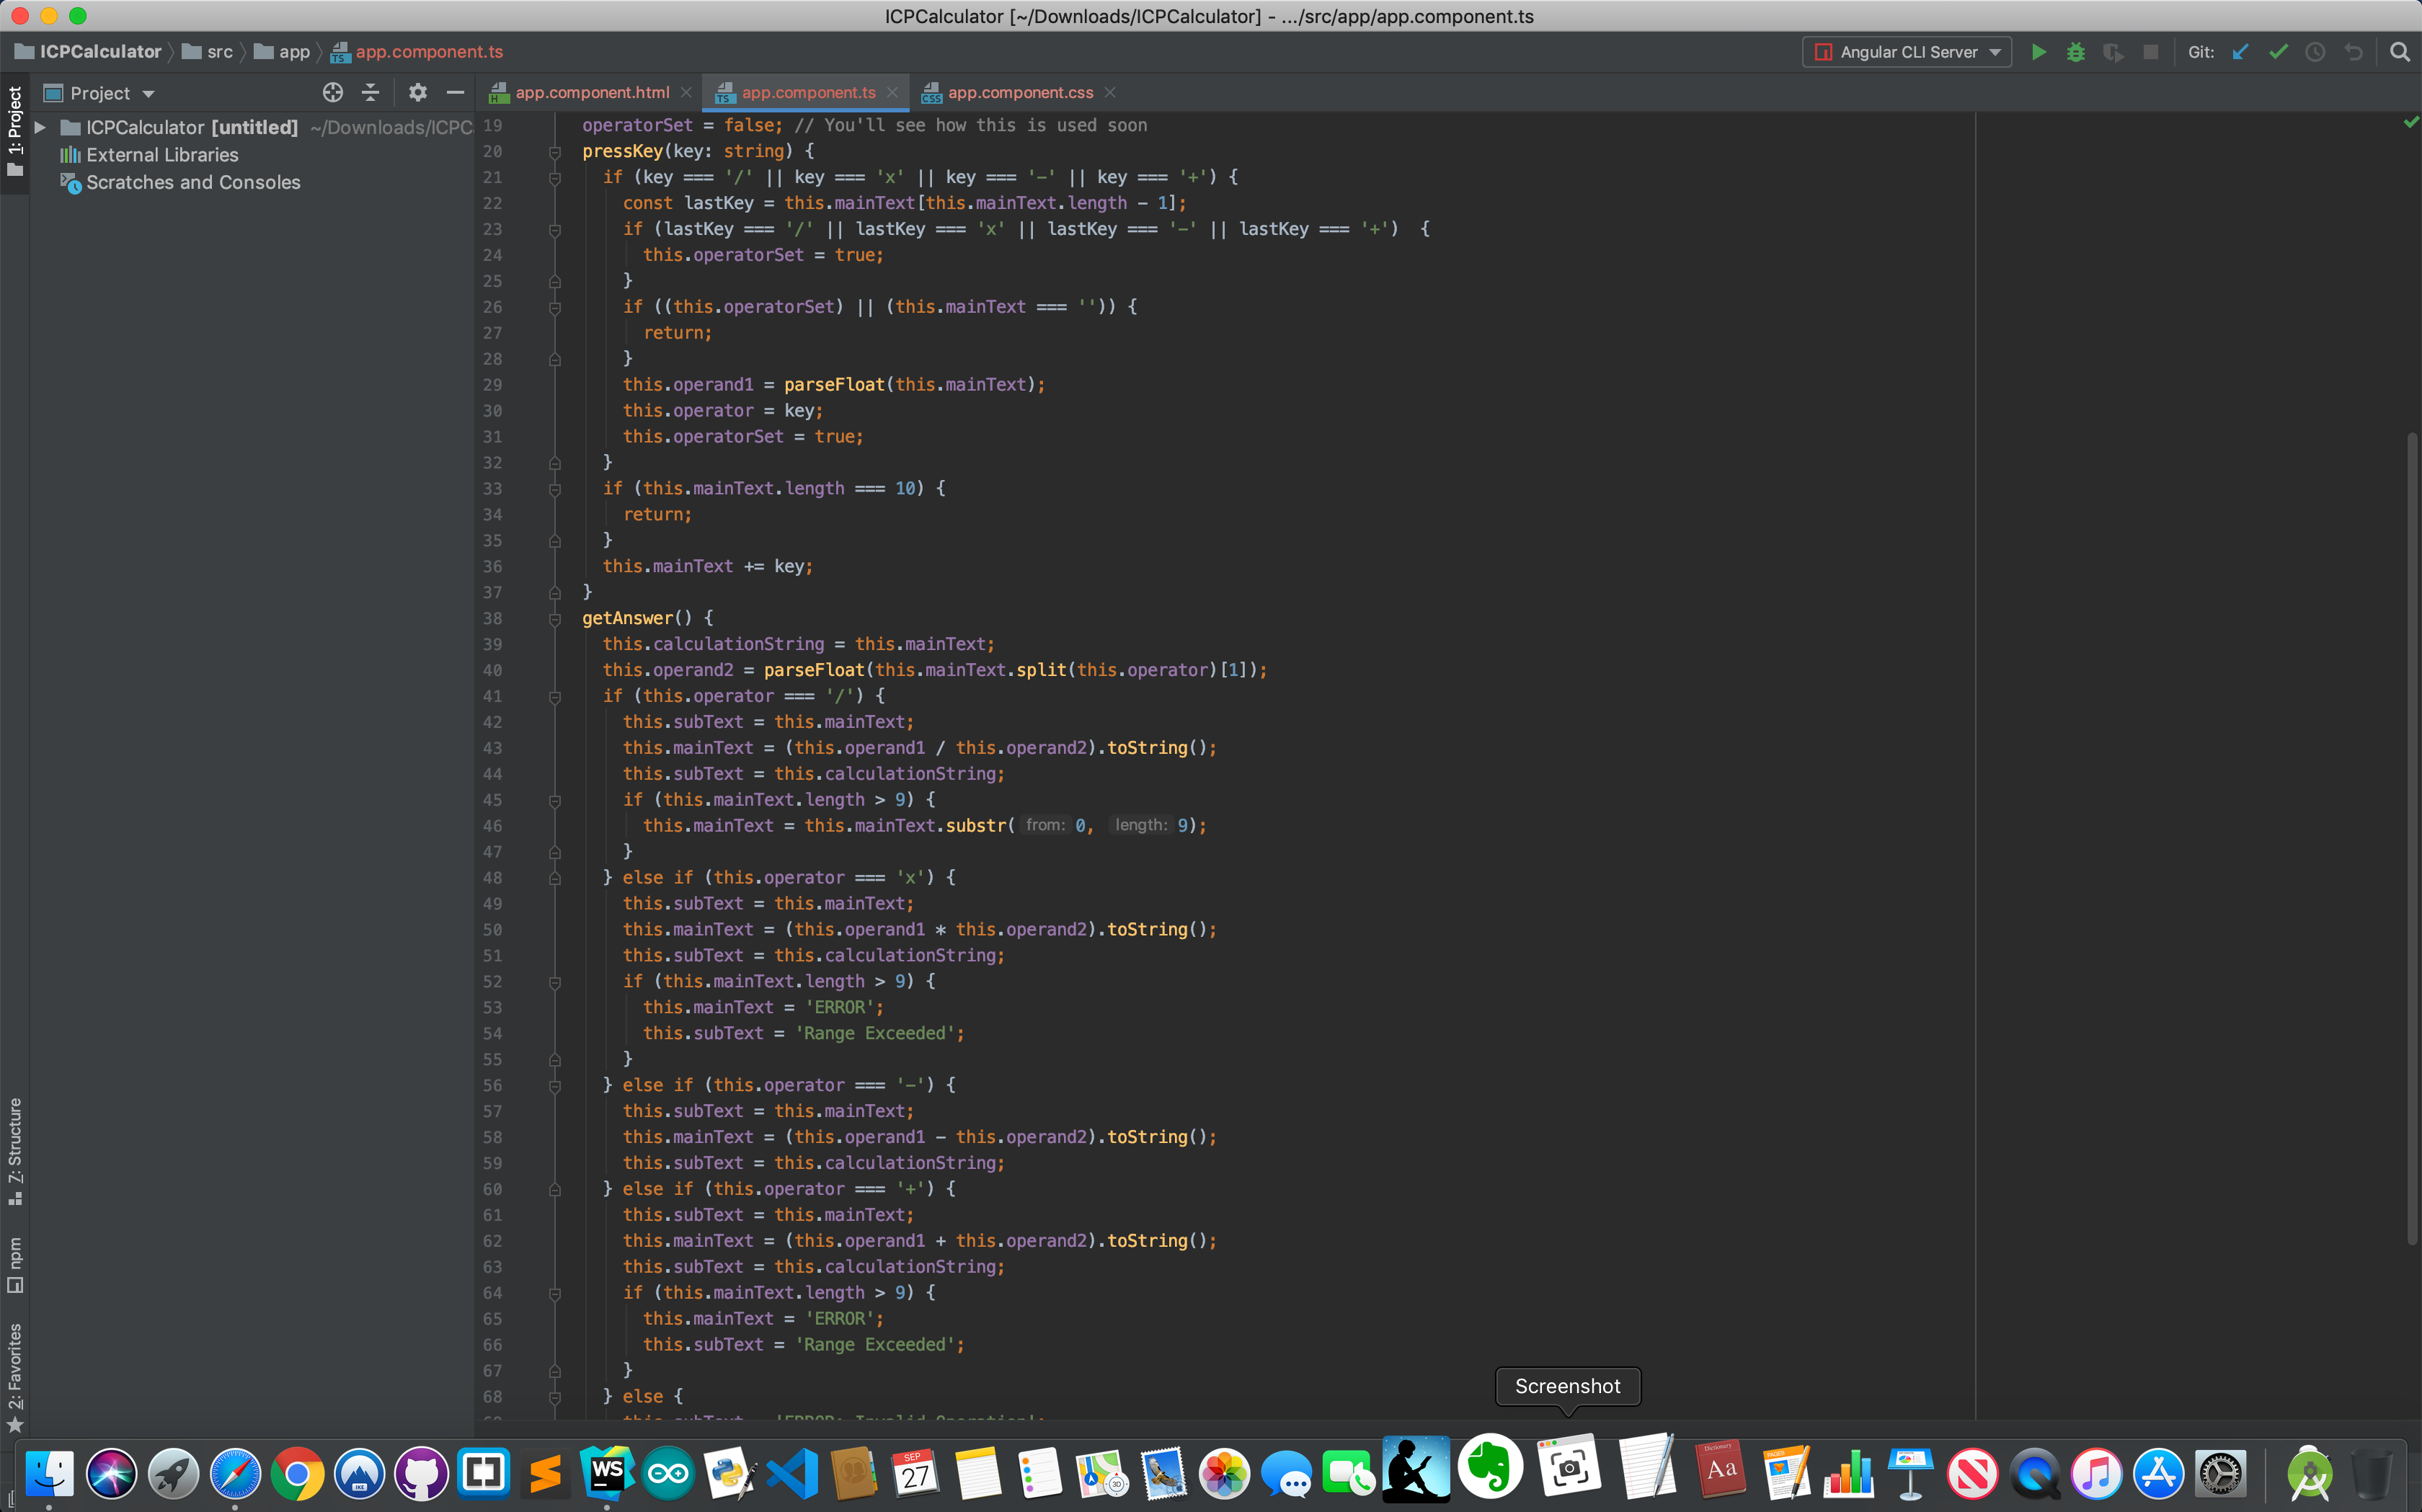 ICPCalculator [~/Downloads/ICPCalculator] - .../src/app/app.component.ts
ICPCalculator src app app.component.ts
Angular CLI Server
Git:
1: Project
Project
app.component.html
app.component.ts
app.component.css
ICPCalculator [untitled] ~/Downloads/ICPC
External Libraries
Scratches and Consoles
19 operatorSet = false; // You'll see how this is used soon
20 pressKey(key: string) {
21 if (key === '/' || key === 'x' || key === '-' || key === '+') {
22 const lastKey = this.mainText[this.mainText.length - 1];
23 if (lastKey === '/' || lastKey === 'x' || lastKey === '-' || lastKey === '+')  {
24 this.operatorSet = true;
25 }
26 if ((this.operatorSet) || (this.mainText === '')) {
27 return;
28 }
29 this.operand1 = parseFloat(this.mainText);
30 this.operator = key;
31 this.operatorSet = true;
32 }
33 if (this.mainText.length === 10) {
34 return;
35 }
36 this.mainText += key;
37 }
38 getAnswer() {
39 this.calculationString = this.mainText;
40 this.operand2 = parseFloat(this.mainText.split(this.operator)[1]);
41 if (this.operator === '/') {
42 this.subText = this.mainText;
43 this.mainText = (this.operand1 / this.operand2).toString();
44 this.subText = this.calculationString;
45 if (this.mainText.length > 9) {
46 this.mainText = this.mainText.substr( from: 0, length: 9);
47 }
48 } else if (this.operator === 'x') {
49 this.subText = this.mainText;
50 this.mainText = (this.operand1 * this.operand2).toString();
51 this.subText = this.calculationString;
52 if (this.mainText.length > 9) {
53 this.mainText = 'ERROR';
54 this.subText = 'Range Exceeded';
55 }
56 } else if (this.operator === '-') {
57 this.subText = this.mainText;
58 this.mainText = (this.operand1 - this.operand2).toString();
59 this.subText = this.calculationString;
60 } else if (this.operator === '+') {
61 this.subText = this.mainText;
62 this.mainText = (this.operand1 + this.operand2).toString();
63 this.subText = this.calculationString;
64 if (this.mainText.length > 9) {
65 this.mainText = 'ERROR';
66 this.subText = 'Range Exceeded';
67 }
68 } else {
this.subText = 'ERROR: Invalid Operation';
7: Structure
npm
2: Favorites
Screenshot
WS
SEP
27
Dictionary
Aa
PAGES
IKE
3D